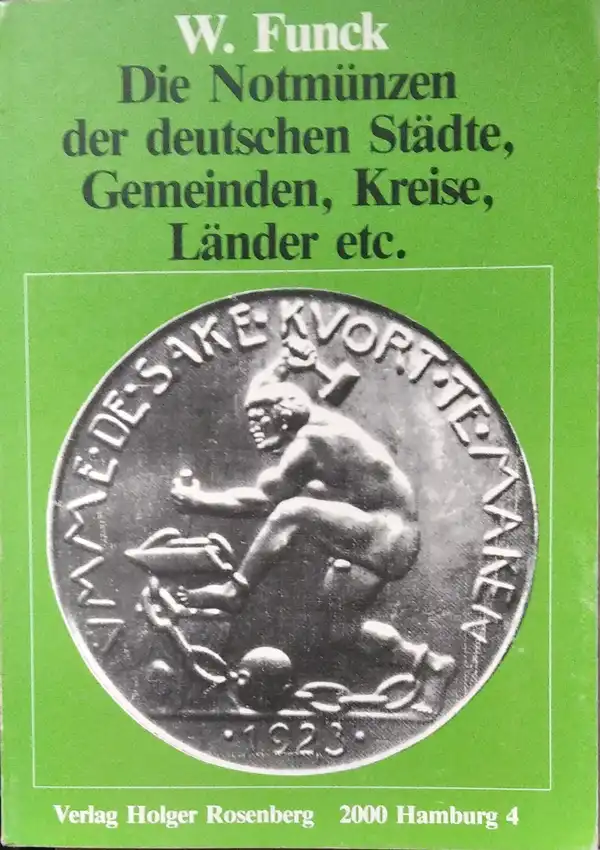 W. Funck
Die Notmünzen
der deutschen Städte,
Gemeinden, Kreise,
Länder etc.
VMME·DE·SAKE·KVORT·TE·MAKEN
·1923·
Verlag Holger Rosenberg 2000 Hamburg 4